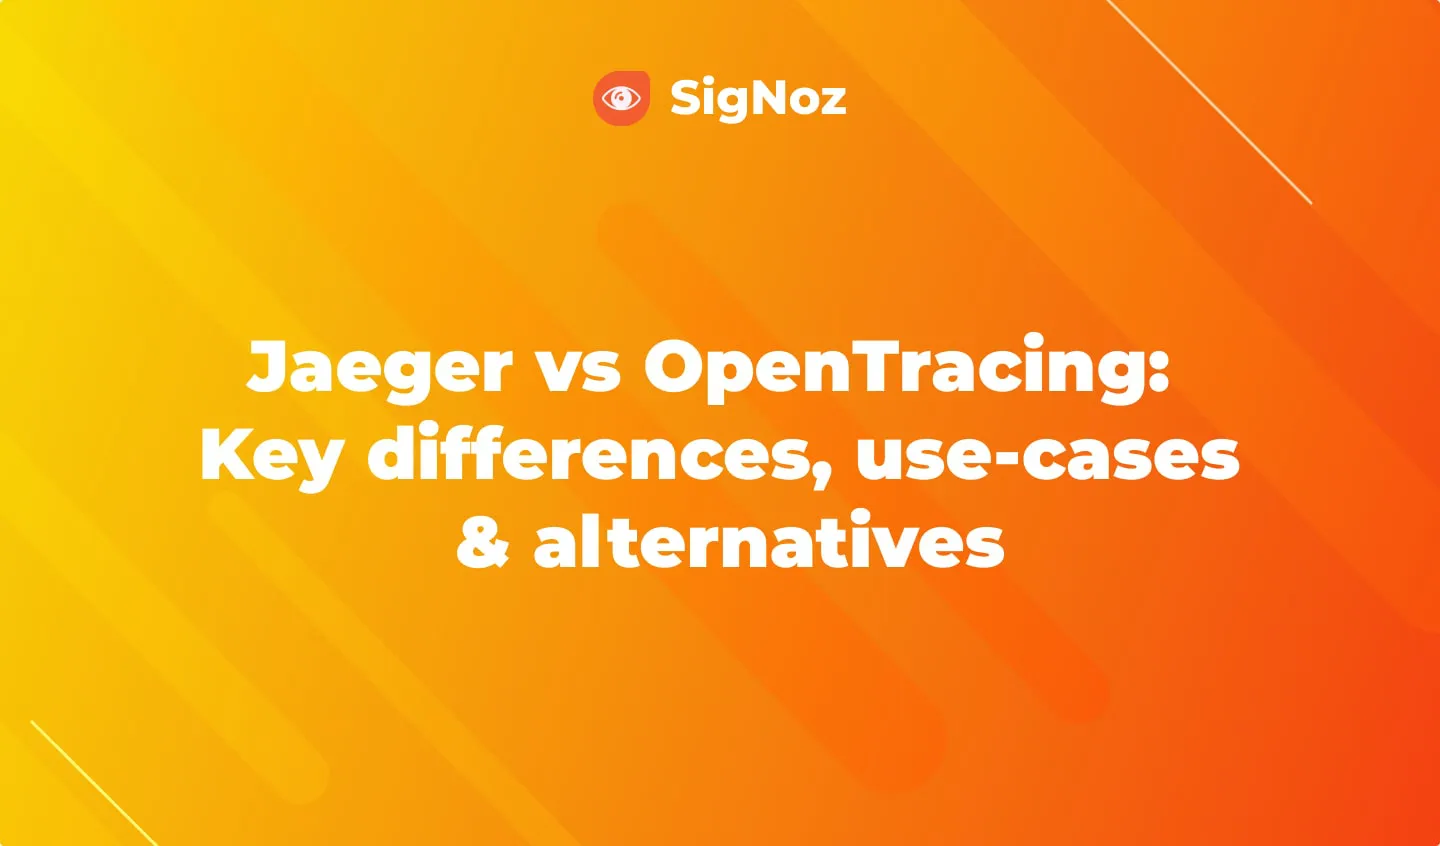 SigNoz
Jaeger vs OpenTracing:
Key differences, use-cases
& alternatives